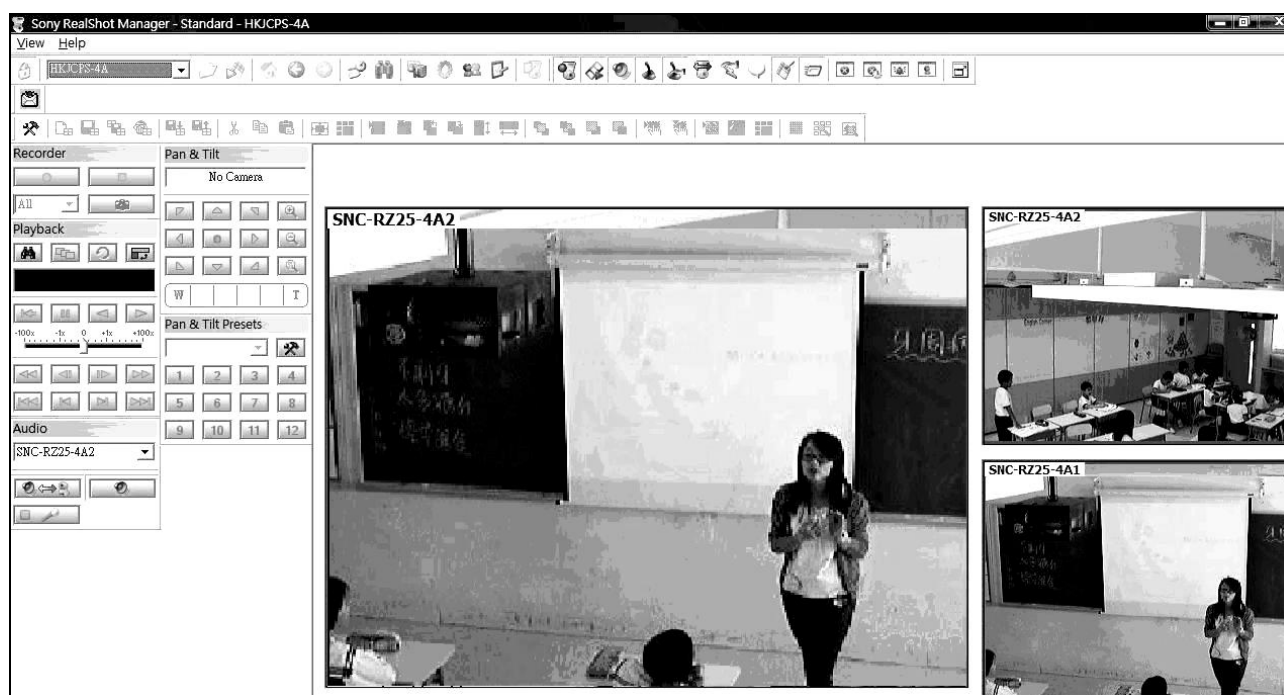 Sony RealShot Manager - Standard - HKJCPS-4A
View Help
HKJCPS-4A
Recorder
All
Playback
-100x -1x 0 +1x +100x
Audio
SNC-RZ25-4A2
Pan & Tilt
No Camera
W T
Pan & Tilt Presets
1 2 3 4
5 6 7 8
9 10 11 12
SNC-RZ25-4A2
SNC-RZ25-4A2
English Corner
SNC-RZ25-4A1